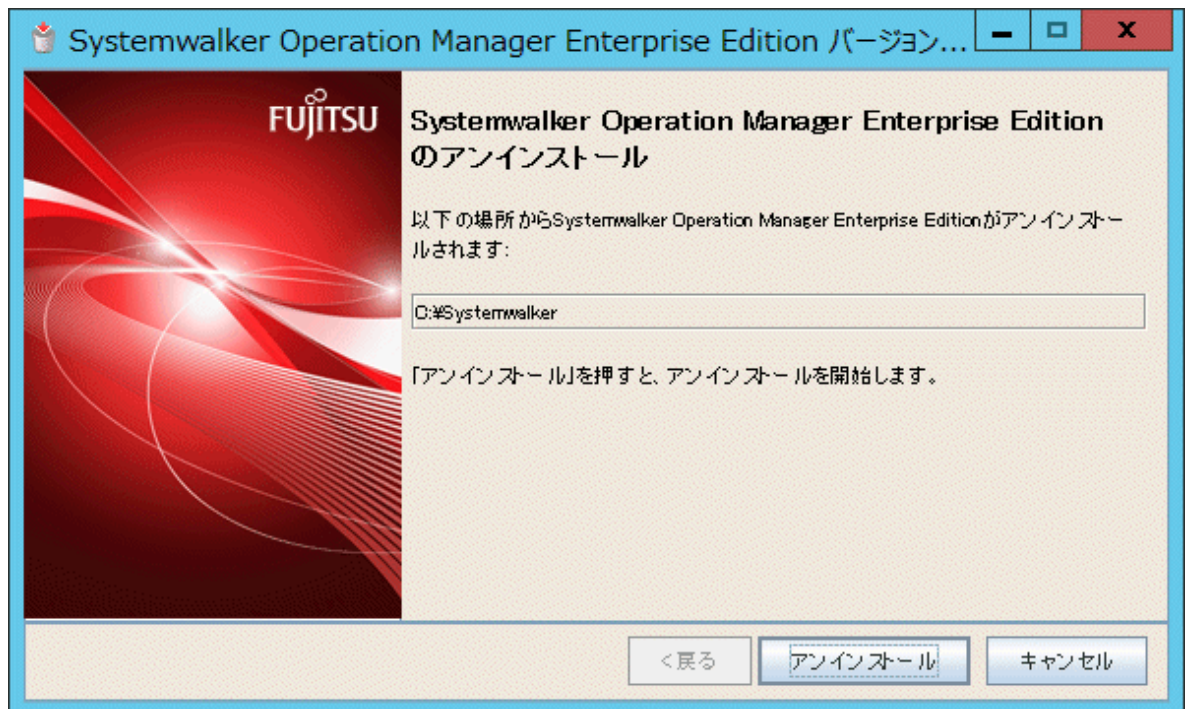 Systemwalker Operation Manager Enterprise Edition バージョン...
FUJITSU
Systemwalker Operation Manager Enterprise Edition
のアンインストール
以下の場所からSystemwalker Operation Manager Enterprise Editionがアンインストー
ルされます:
C:¥Systemwalker
「アンインストール」を押すと、アンインストールを開始します。
<戻る
アンインストール
キャンセル